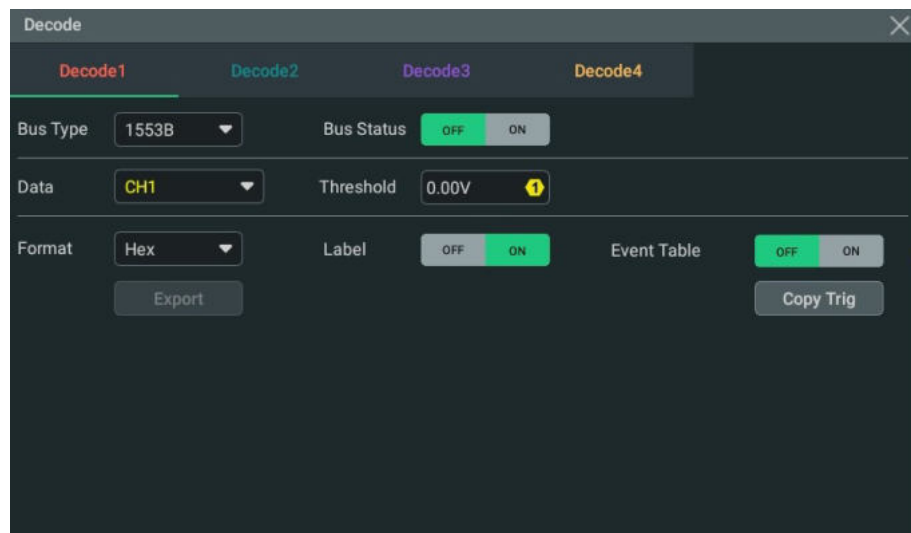 Decode
Decode1 Decode2 Decode3 Decode4
Bus Type 1553B Bus Status OFF ON
Data CH1 Threshold 0.00V 1
Format Hex Label OFF ON Event Table OFF ON
Export Copy Trig